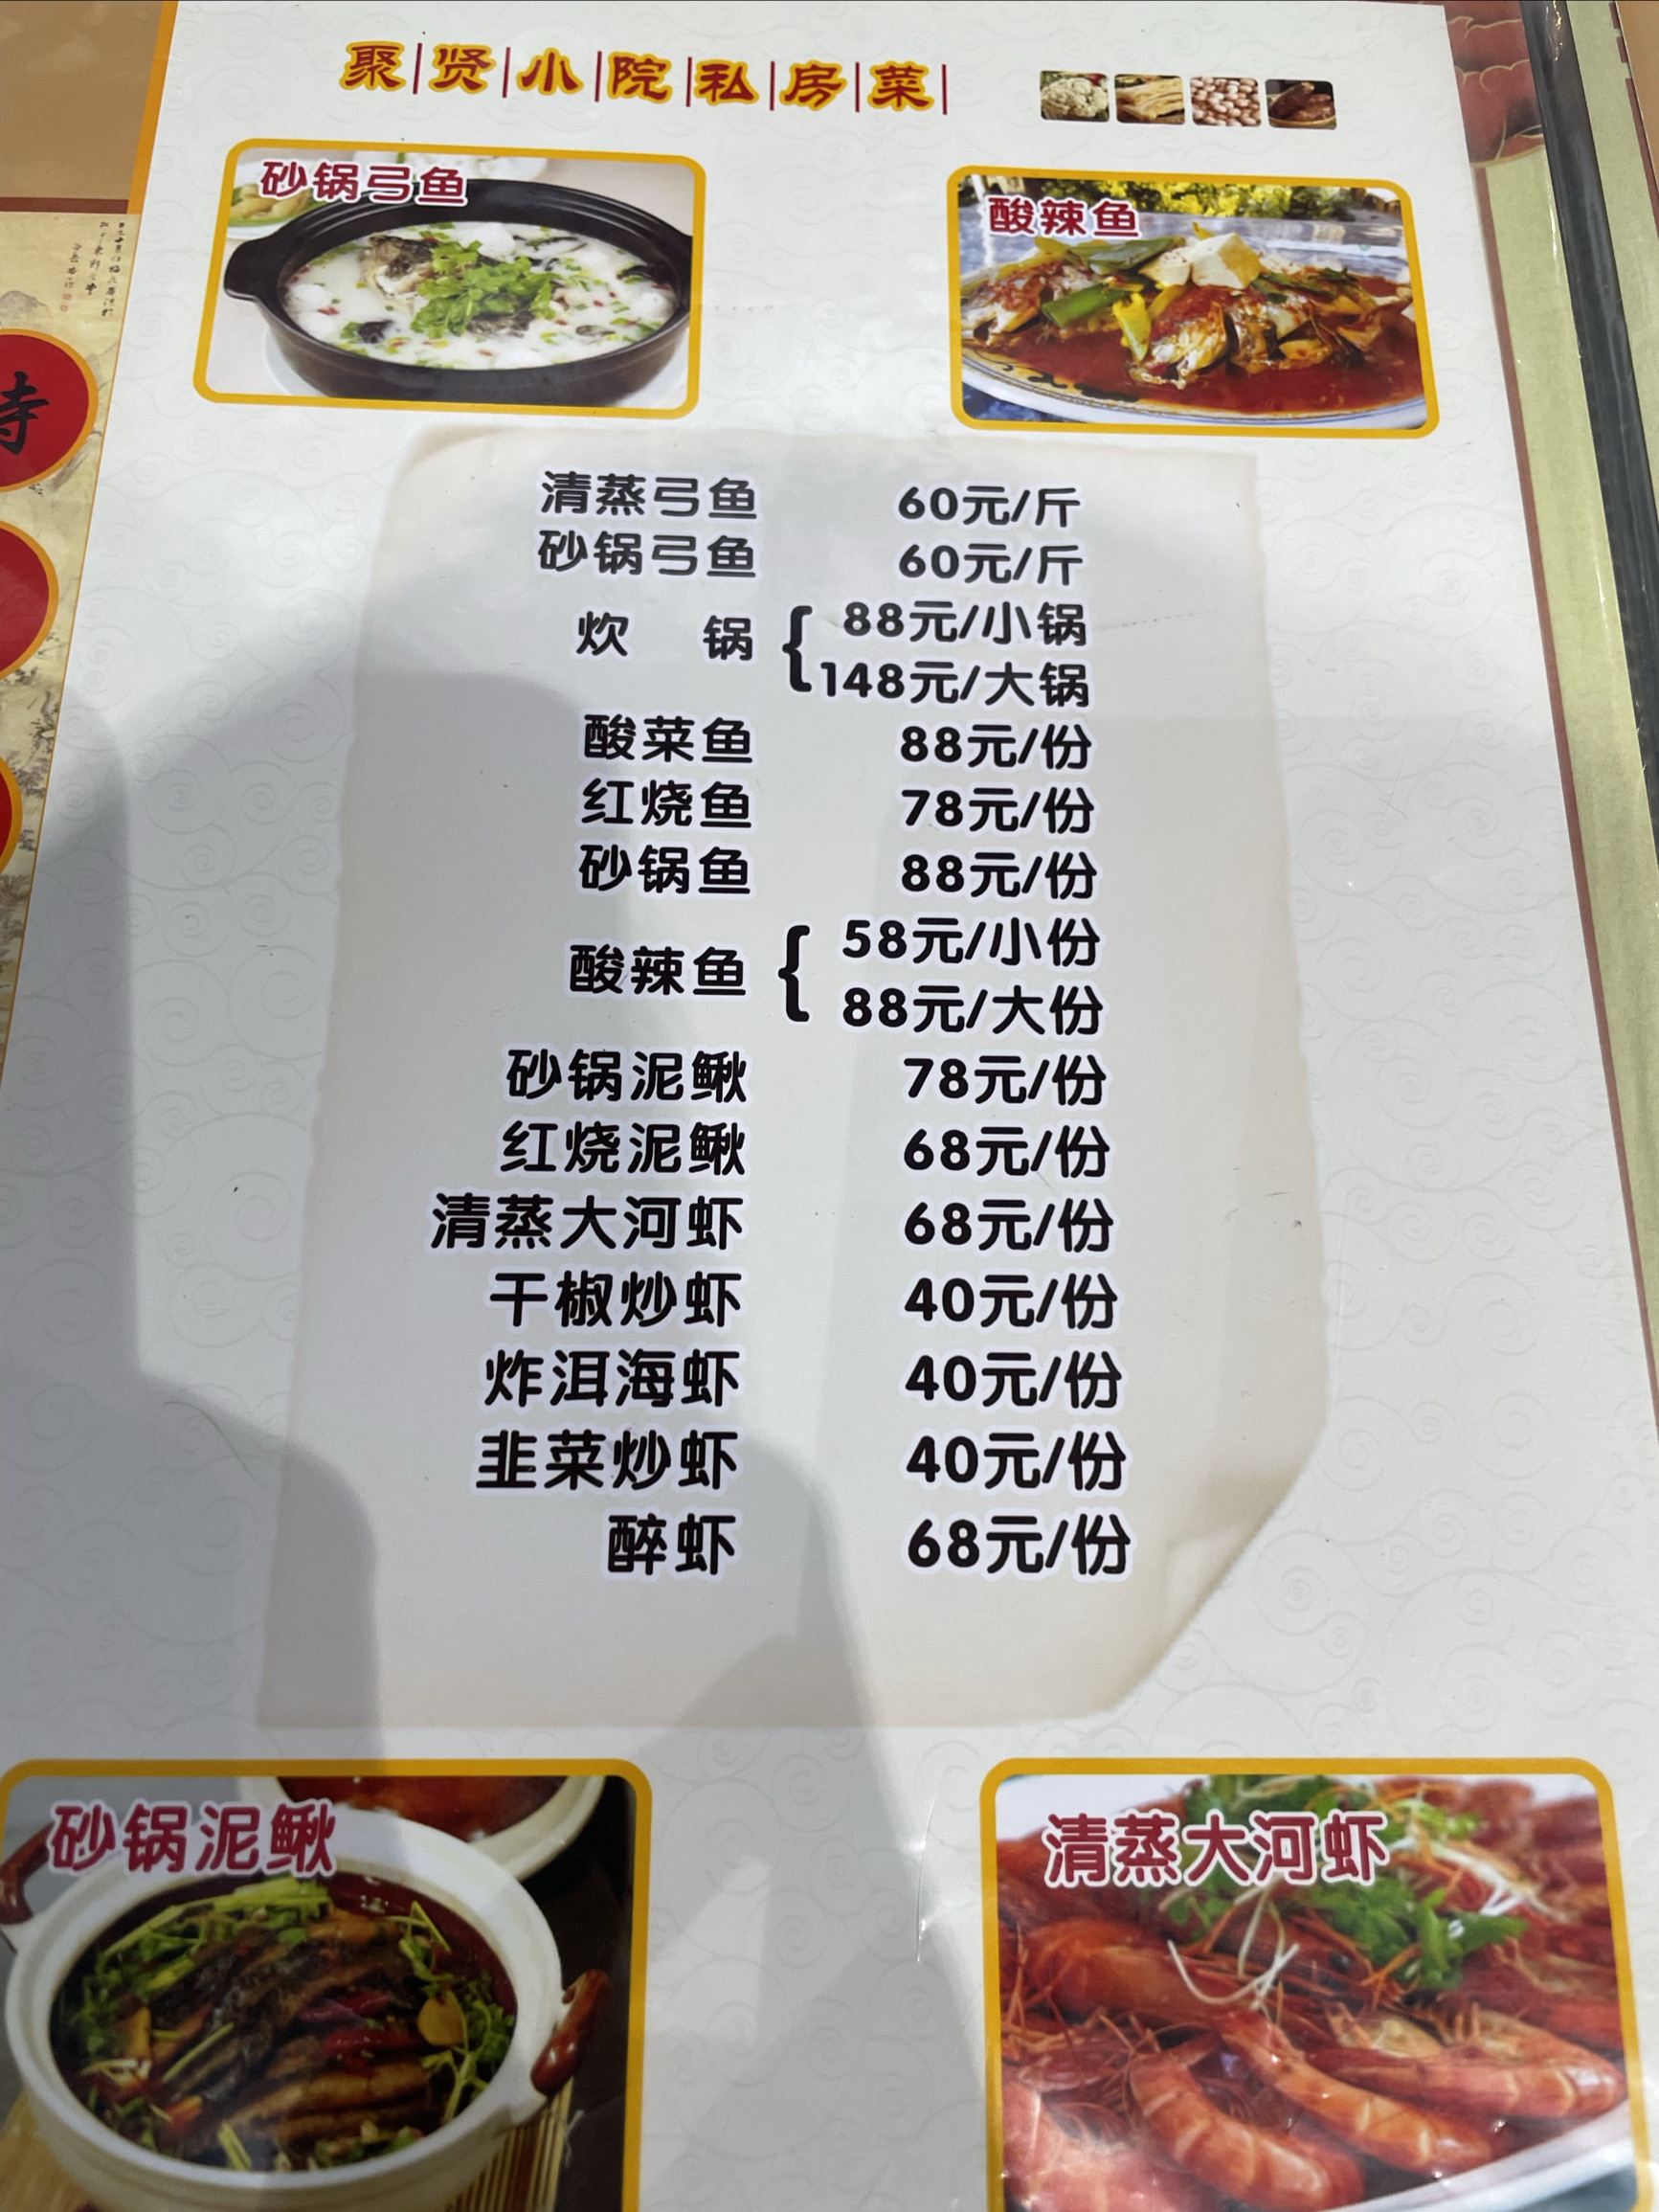 聚|贤|小|院|私|房|菜|
砂锅弓鱼
酸辣鱼
清蒸弓鱼 60元/斤
砂锅弓鱼 60元/斤
炊锅 { 88元/小锅
148元/大锅
酸菜鱼 88元/份
红烧鱼 78元/份
砂锅鱼 88元/份
酸辣鱼 { 58元/小份
88元/大份
砂锅泥鳅 78元/份
红烧泥鳅 68元/份
清蒸大河虾 68元/份
干椒炒虾 40元/份
炸洱海虾 40元/份
韭菜炒虾 40元/份
醉虾 68元/份
砂锅泥鳅
清蒸大河虾